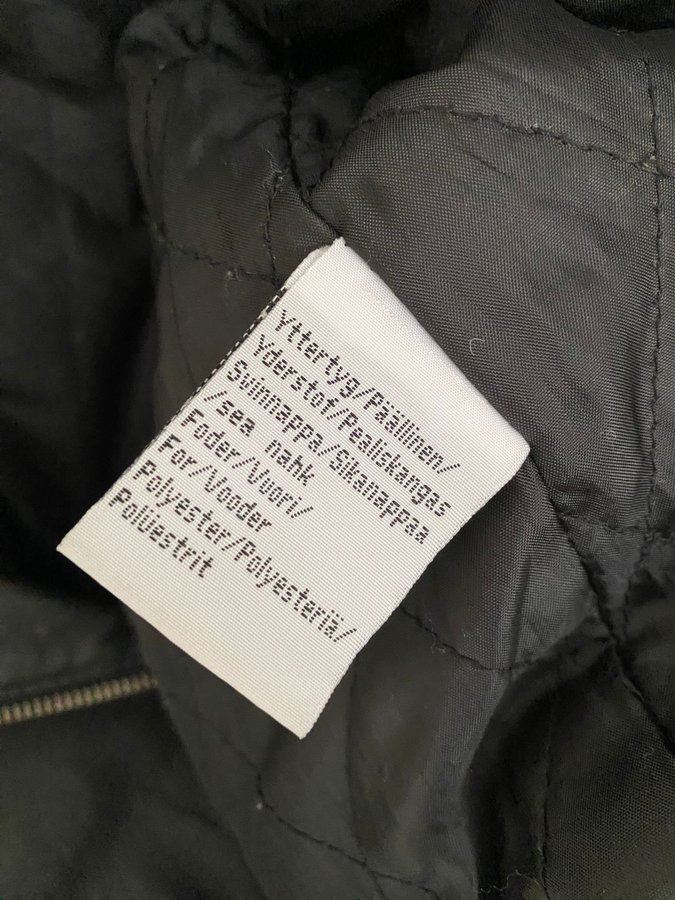 Yttertyg/Päällinen/
Yderstof/Pealiskangas
Svinnappa/Sikanappaa
/sea nahk
Foder/Vuori/
For/Vooder
Polyester/Polyesteriä/
Polüestrit